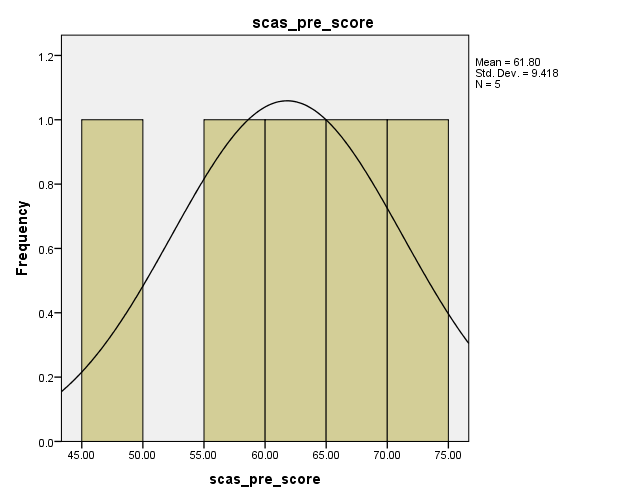 scas_pre_score
Mean = 61.80
Std. Dev. = 9.418
N = 5
Frequency
1.2
1.0
0.8
0.6
0.4
0.2
0.0
45.00 50.00 55.00 60.00 65.00 70.00 75.00
scas_pre_score